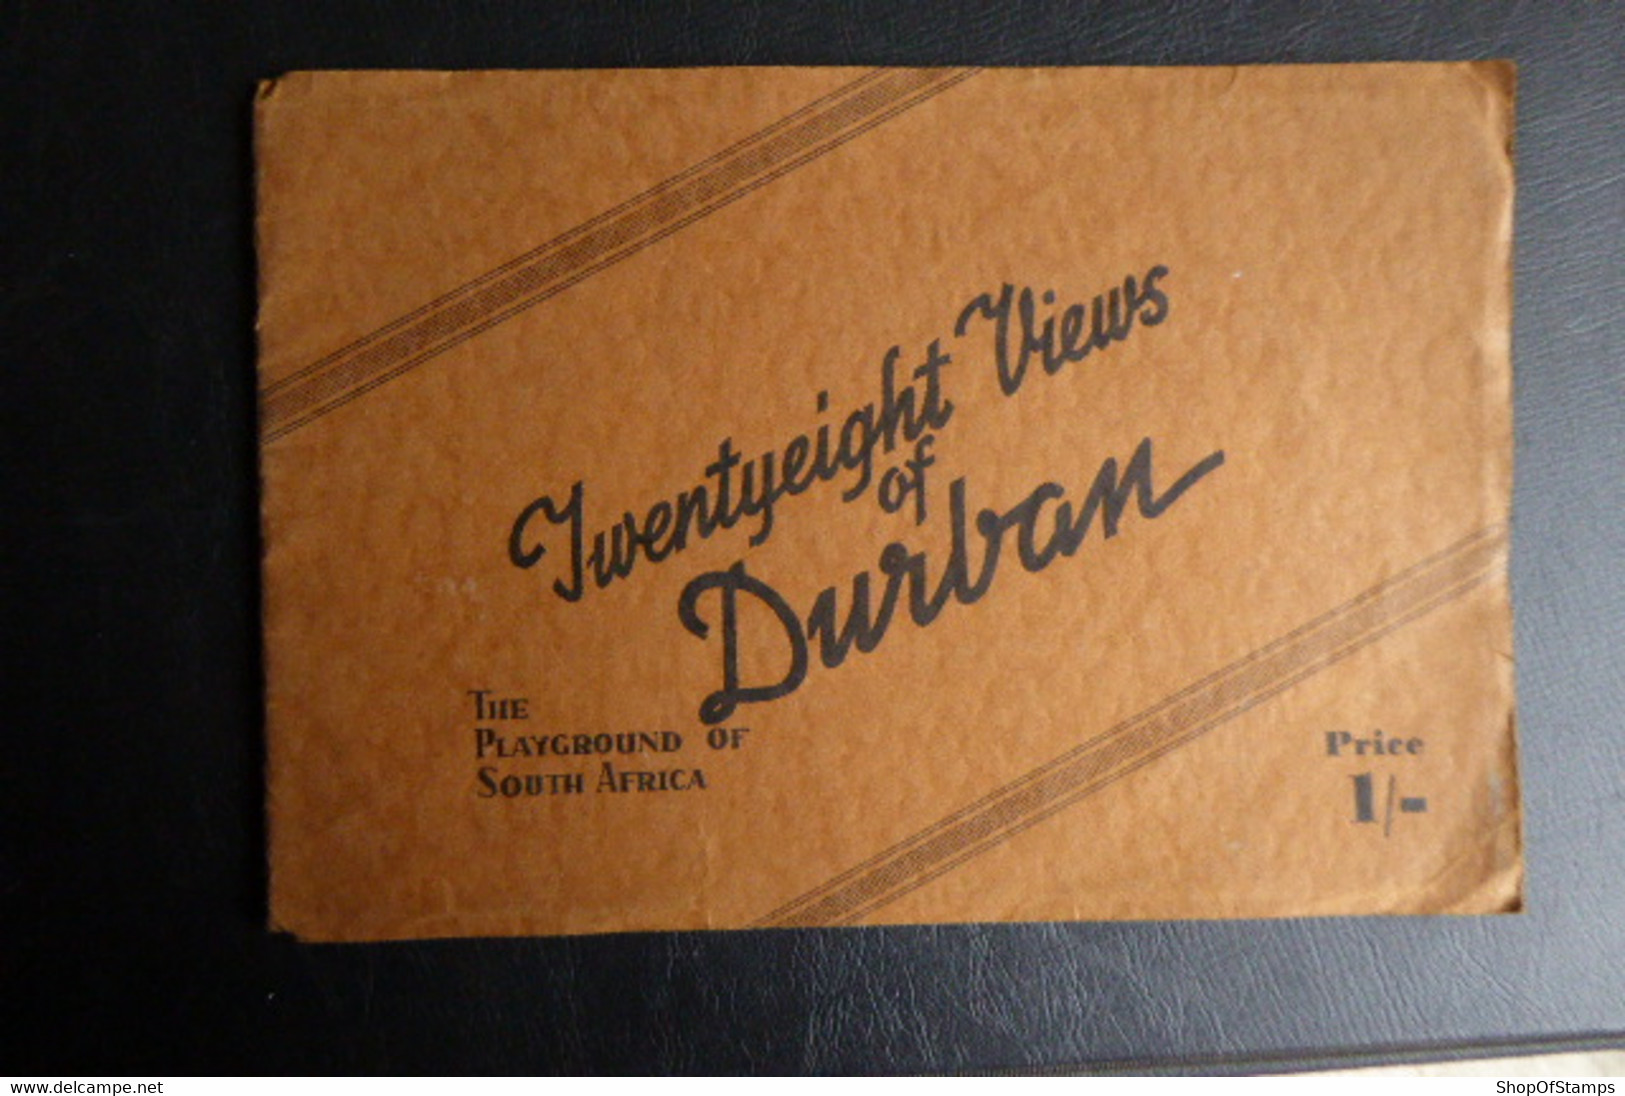 Twentyeight Views
of
Durban
The
Playground of
South Africa
Price
1/-
www.delcampe.net
ShopOfStamps